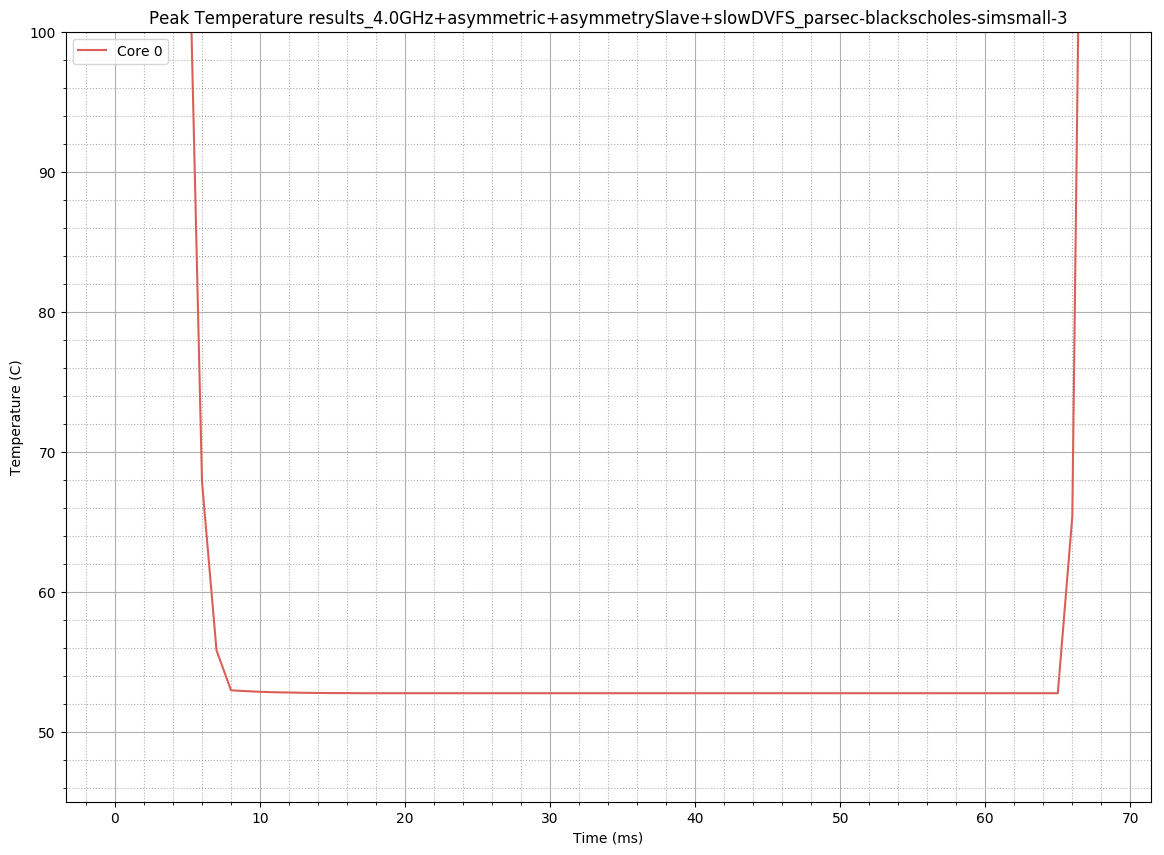 Peak Temperature results_4.0GHz+asymmetric+asymmetrySlave+slowDVFS_parsec-blackscholes-simsmall-3
Core 0
Temperature (C)
100
90
80
70
60
50
0 10 20 30 40 50 60 70
Time (ms)